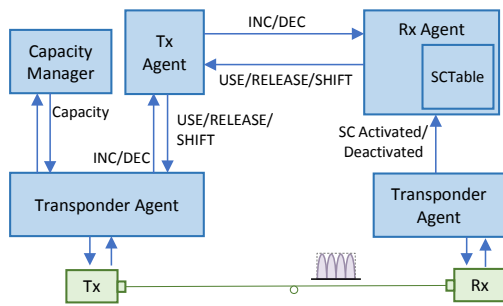 Capacity
Manager
Tx
Agent
INC/DEC
Rx Agent
SCTable
USE/RELEASE/SHIFT
Capacity
USE/RELEASE/
SHIFT
INC/DEC
SC Activated/
Deactivated
Transponder Agent
Transponder
Agent
Tx
Rx